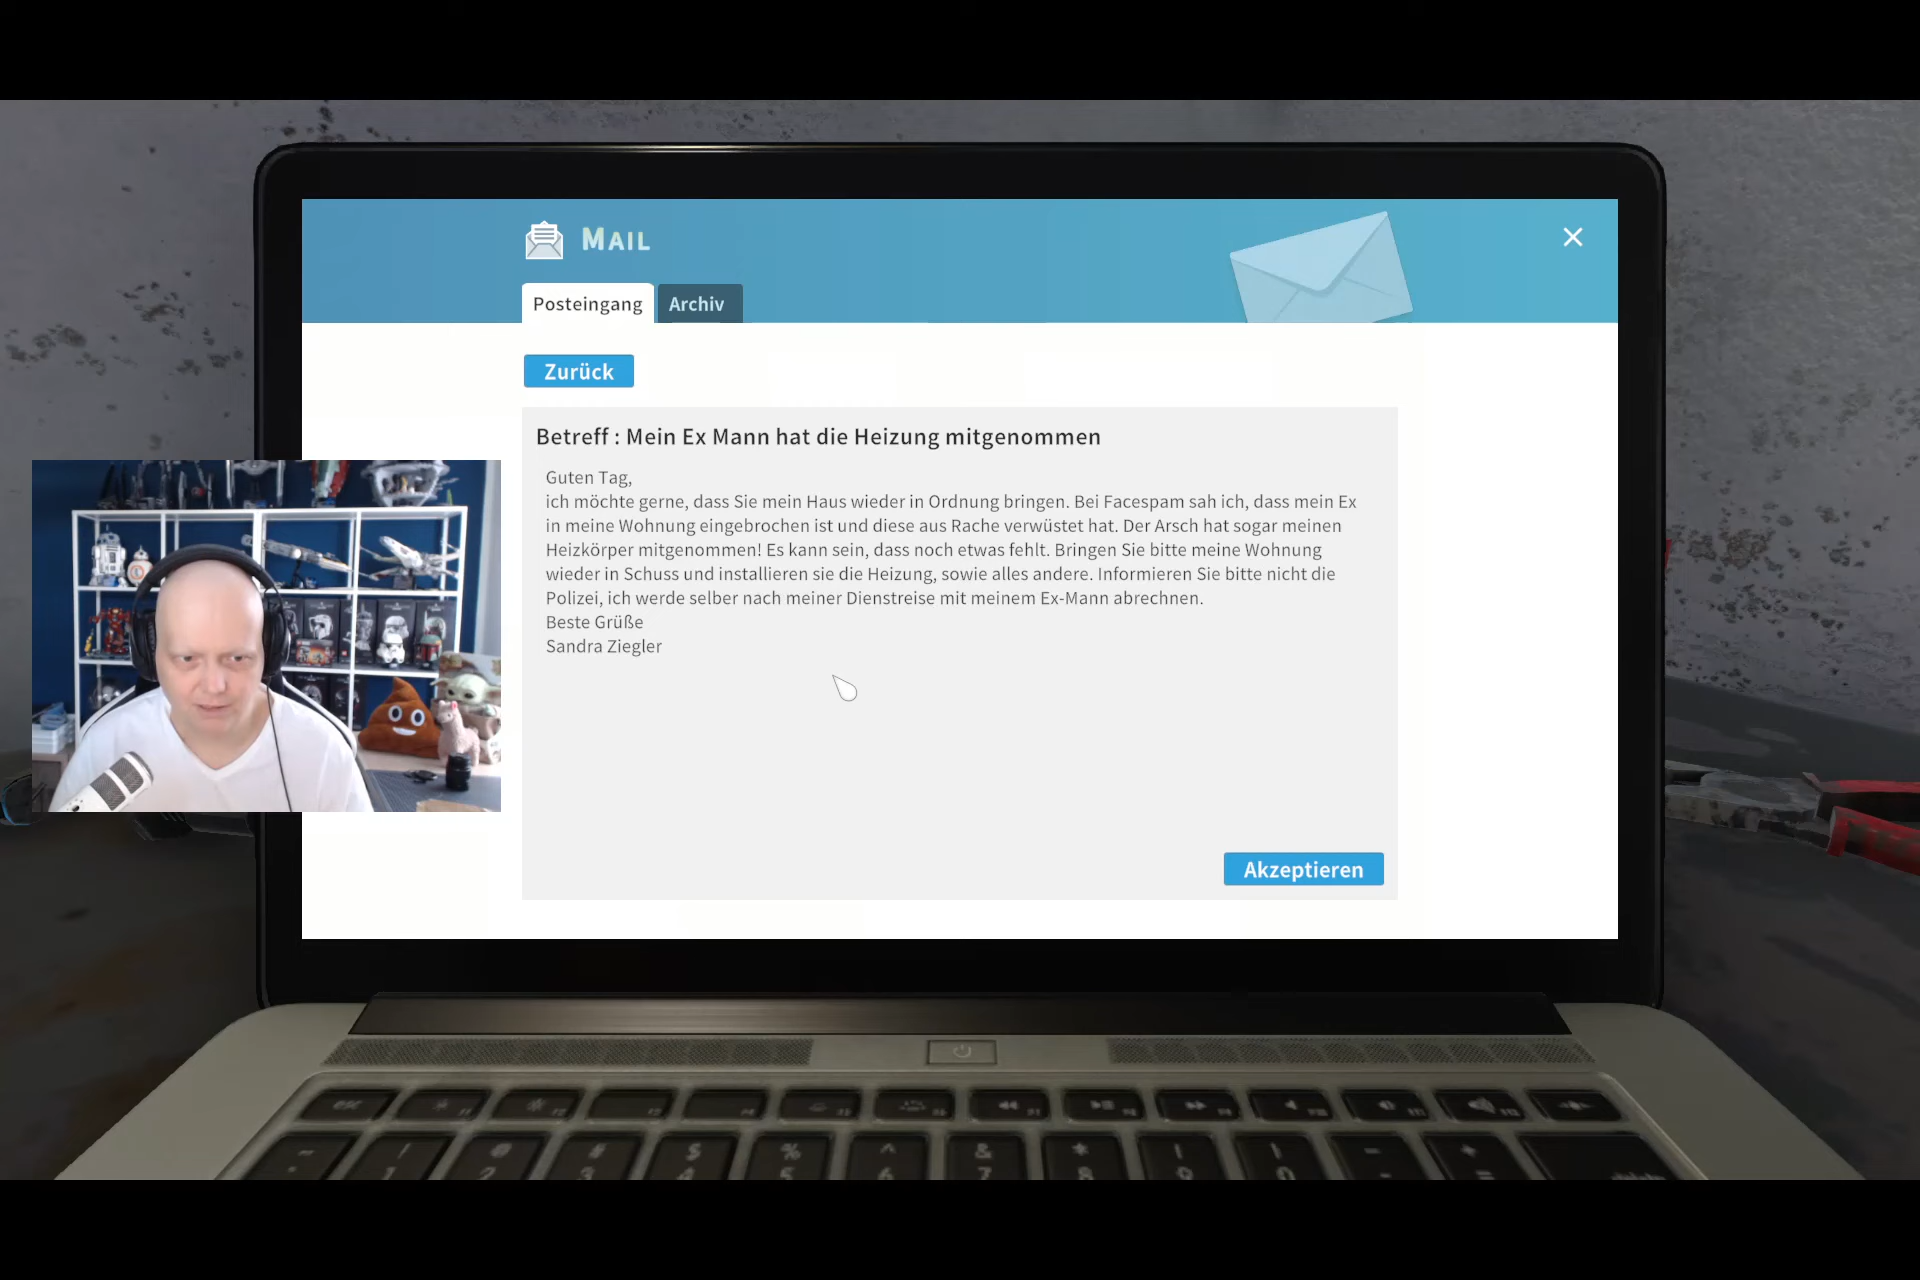 MAIL
Posteingang
Archiv
Zurück
Betreff : Mein Ex Mann hat die Heizung mitgenommen
Guten Tag,
ich möchte gerne, dass Sie mein Haus wieder in Ordnung bringen. Bei Facespam sah ich, dass mein Ex
in meine Wohnung eingebrochen ist und diese aus Rache verwüstet hat. Der Arsch hat sogar meinen
Heizkörper mitgenommen! Es kann sein, dass noch etwas fehlt. Bringen Sie bitte meine Wohnung
wieder in Schuss und installieren sie die Heizung, sowie alles andere. Informieren Sie bitte nicht die
Polizei, ich werde selber nach meiner Dienstreise mit meinem Ex-Mann abrechnen.
Beste Grüße
Sandra Ziegler
Akzeptieren
esc